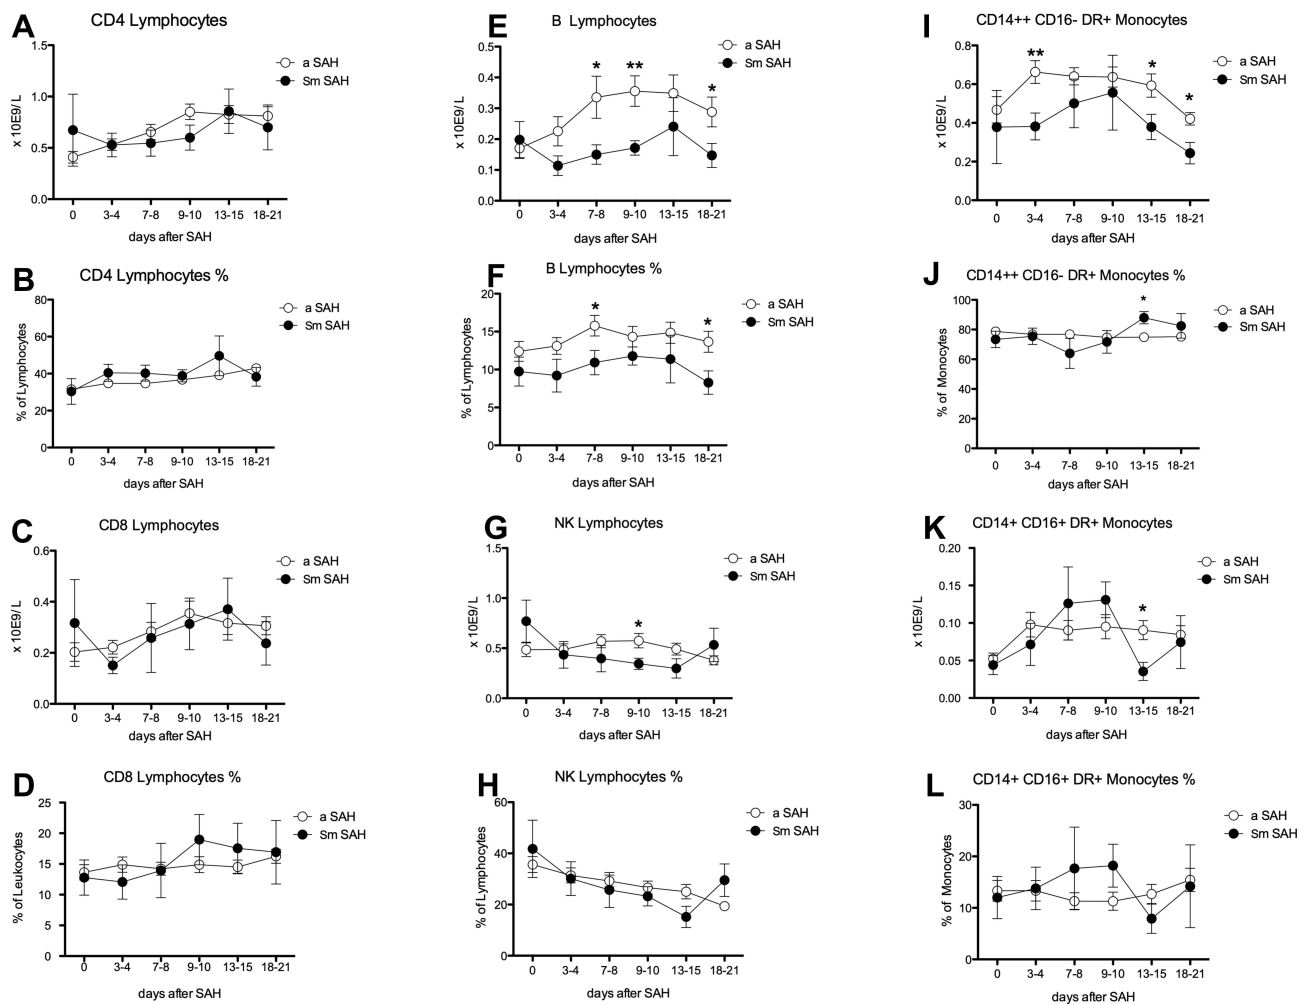 A
CD4 Lymphocytes
1.5
1.0
0.5
0.0
x 10E9/ L
a SAH
Sm SAH
0 3-4 7-8 9-10 13-15 18-21
days after SAH
E
B Lymphocytes
0.5
0.4
0.3
0.2
0.1
0.0
x 10E9/ L
* ** *
a SAH
Sm SAH
0 3-4 7-8 9-10 13-15 18-21
days after SAH
I
CD14++ CD16- DR+ Monocytes
0.8
0.6
0.4
0.2
0.0
x 10E9/L
** * *
a SAH
Sm SAH
0 3-4 7-8 9-10 13-15 18-21
days after SAH
B
CD4 Lymphocytes %
80
60
40
20
0
% of Lymphocytes
a SAH
Sm SAH
0 3-4 7-8 9-10 13-15 18-21
days after SAH
F
B Lymphocytes %
20
15
10
5
0
% of Lymphocytes
* *
a SAH
Sm SAH
0 3-4 7-8 9-10 13-15 18-21
days after SAH
J
CD14++ CD16- DR+ Monocytes %
100
80
60
40
20
0
% of Monocytes
*
a SAH
Sm SAH
0 3-4 7-8 9-10 13-15 18-21
days after SAH
C
CD8 Lymphocytes
0.6
0.4
0.2
0.0
x 10E9/ L
a SAH
Sm SAH
0 3-4 7-8 9-10 13-15 18-21
days after SAH
G
NK Lymphocytes
1.5
1.0
0.5
0.0
x 10E9/ L
*
a SAH
Sm SAH
0 3-4 7-8 9-10 13-15 18-21
days after SAH
K
CD14+ CD16+ DR+ Monocytes
0.20
0.15
0.10
0.05
0.00
x 10E9/L
*
a SAH
Sm SAH
0 3-4 7-8 9-10 13-15 18-21
days after SAH
D
CD8 Lymphocytes %
25
20
15
10
5
0
% of Leukocytes
a SAH
Sm SAH
0 3-4 7-8 9-10 13-15 18-21
days after SAH
H
NK Lymphocytes %
60
40
20
0
% of Lymphocytes
a SAH
Sm SAH
0 3-4 7-8 9-10 13-15 18-21
days after SAH
L
CD14+ CD16+ DR+ Monocytes %
30
20
10
0
% of Monocytes
a SAH
Sm SAH
0 3-4 7-8 9-10 13-15 18-21
days after SAH